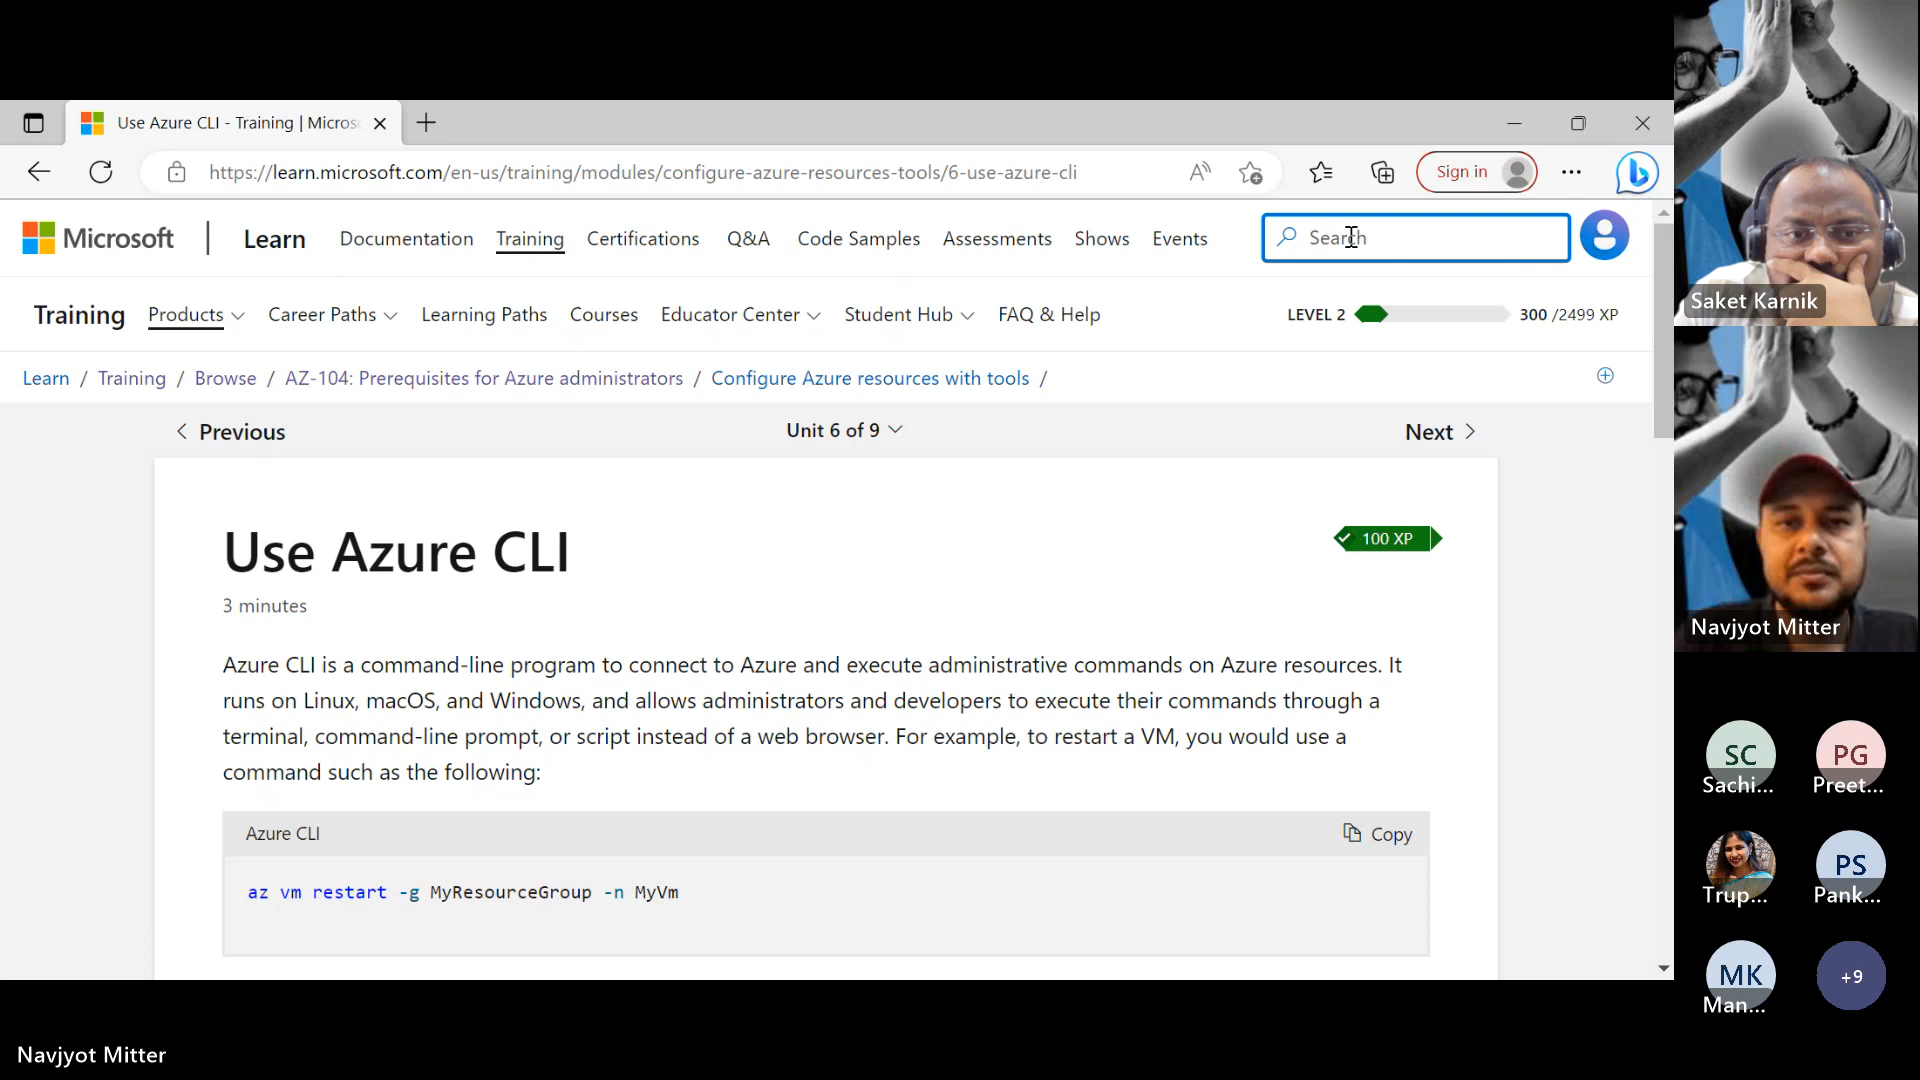 Use Azure CLI - Training | Micros
https://learn.microsoft.com/en-us/training/modules/configure-azure-resources-tools/6-use-azure-cli
Sign in
Microsoft
Learn
Documentation
Training
Certifications
Q&A
Code Samples
Assessments
Shows
Events
Search
Training
Products
Career Paths
Learning Paths
Courses
Educator Center
Student Hub
FAQ & Help
LEVEL 2
300 /2499 XP
Learn / Training / Browse / AZ-104: Prerequisites for Azure administrators / Configure Azure resources with tools /
Previous
Unit 6 of 9
Next
Use Azure CLI
100 XP
3 minutes
Azure CLI is a command-line program to connect to Azure and execute administrative commands on Azure resources. It
runs on Linux, macOS, and Windows, and allows administrators and developers to execute their commands through a
terminal, command-line prompt, or script instead of a web browser. For example, to restart a VM, you would use a
command such as the following:
Azure CLI
Copy
az vm restart -g MyResourceGroup -n MyVm
Navjyot Mitter
Saket Karnik
Navjyot Mitter
SC
Sachi...
PG
Preet...
Trup...
PS
Pank...
MK
Man...
+9